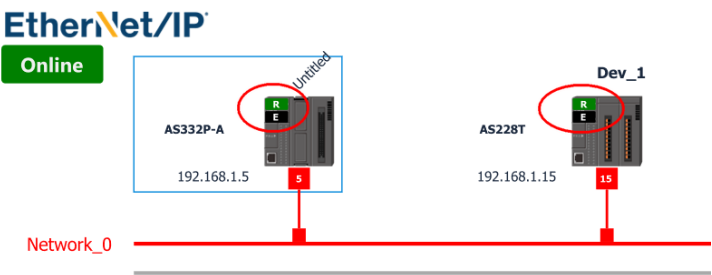 EtherNet/IP
Online
Untitled
Dev_1
R
E
R
E
AS332P-A
AS228T
192.168.1.5
5
192.168.1.15
15
Network_0